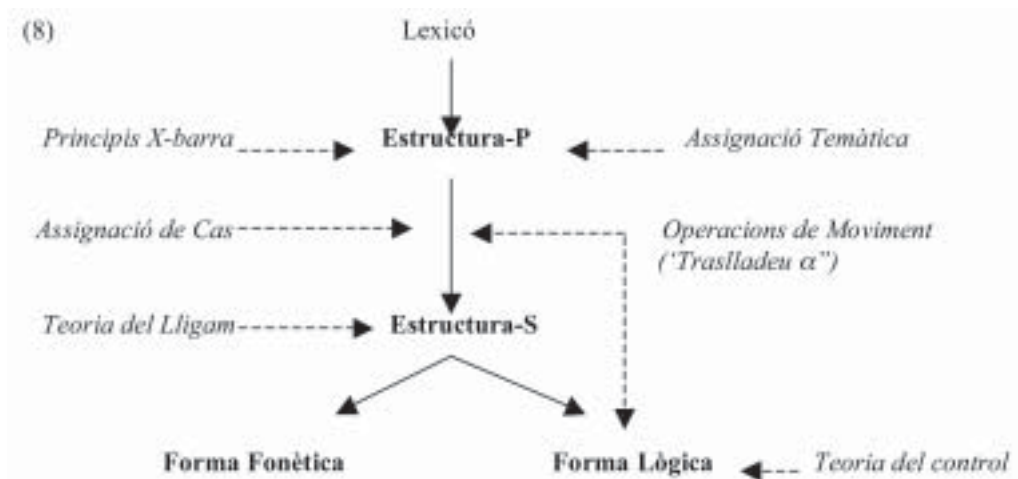 (8) Lexicó
Principis X-barra Estructura-P Assignació Temàtica
Assignació de Cas Operacions de Moviment
(‘Traslladeu α”)
Teoria del Lligam Estructura-S
Forma Fonètica Forma Lògica Teoria del control